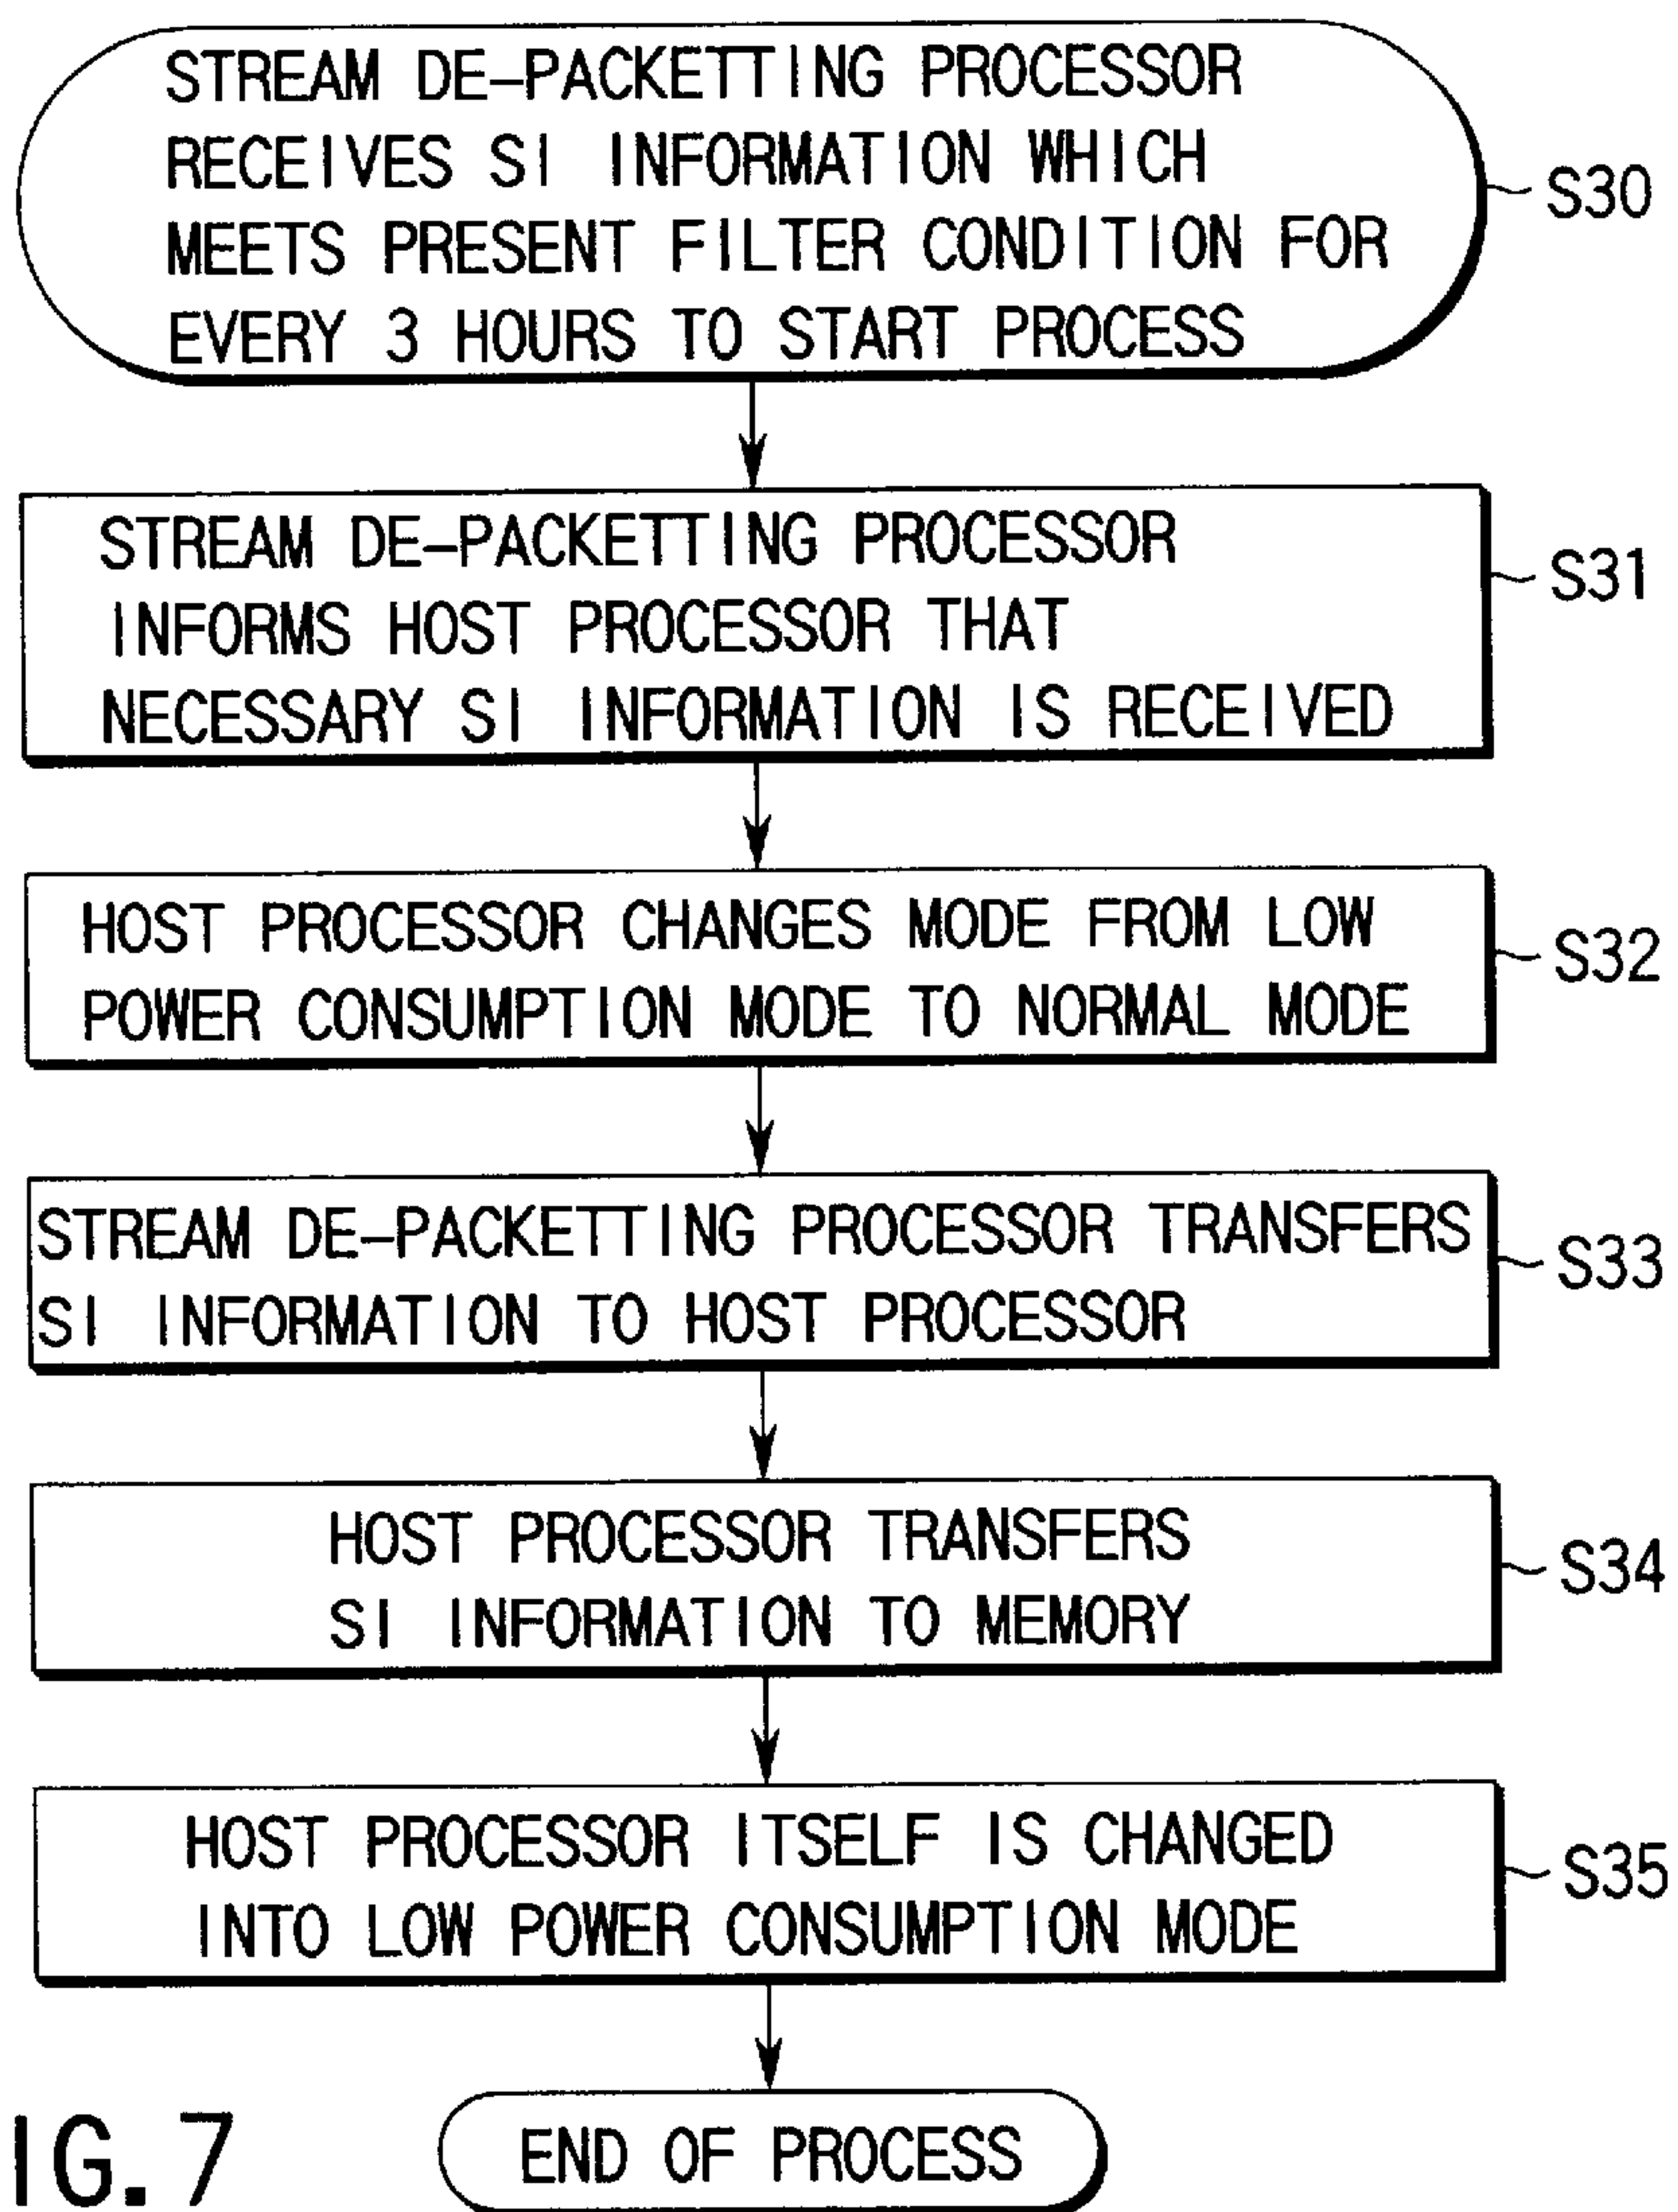 STREAM DE-PACKETTING PROCESSOR
RECEIVES SI INFORMATION WHICH
MEETS PRESENT FILTER CONDITION FOR
EVERY 3 HOURS TO START PROCESS
S30
STREAM DE-PACKETTING PROCESSOR
INFORMS HOST PROCESSOR THAT
NECESSARY SI INFORMATION IS RECEIVED
S31
HOST PROCESSOR CHANGES MODE FROM LOW
POWER CONSUMPTION MODE TO NORMAL MODE
S32
STREAM DE-PACKETTING PROCESSOR TRANSFERS
SI INFORMATION TO HOST PROCESSOR
S33
HOST PROCESSOR TRANSFERS
SI INFORMATION TO MEMORY
S34
HOST PROCESSOR ITSELF IS CHANGED
INTO LOW POWER CONSUMPTION MODE
S35
END OF PROCESS
IG.7